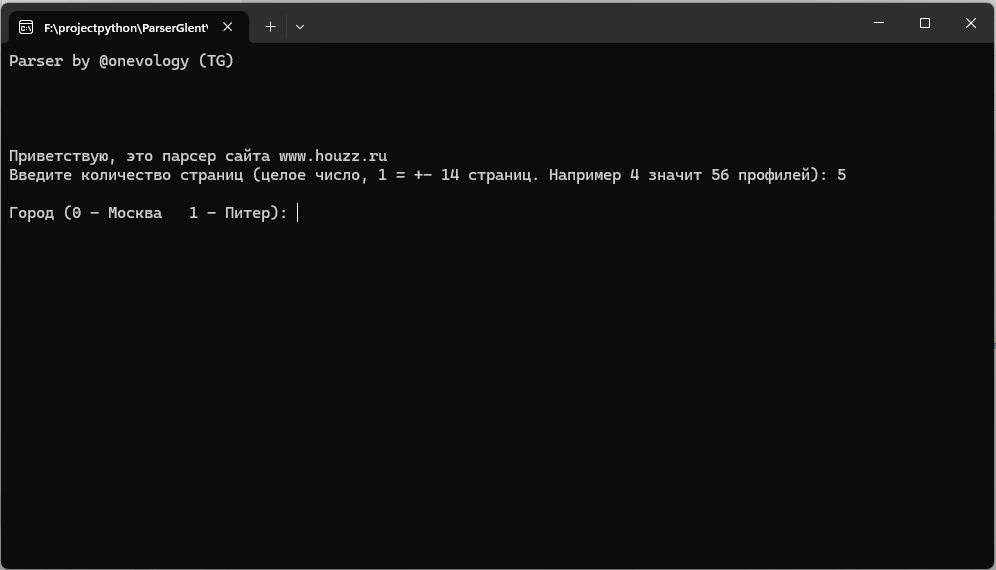 F:\projectpython\ParserGlent\
Parser by @onevology (TG)
Приветствую, это парсер сайта www.houzz.ru
Введите количество страниц (целое число, 1 = +- 14 страниц. Например 4 значит 56 профилей): 5
Город (0 - Москва   1 - Питер):